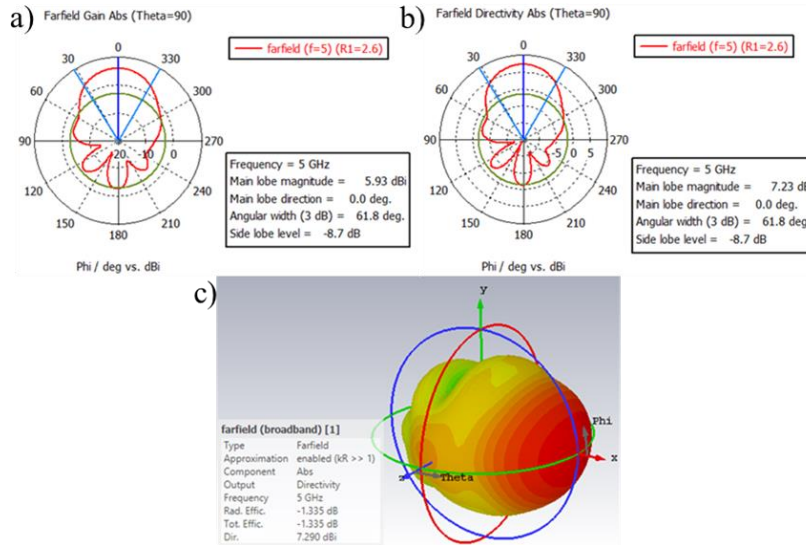 a)
Farfield Gain Abs (Theta=90)
farfield (f=5) (R1=2.6)
0
30
330
90
270
-20
-10
0
120
240
150
210
180
Frequency = 5 GHz
Main lobe magnitude = 5.93 dBi
Main lobe direction = 0.0 deg.
Angular width (3 dB) = 61.8 deg.
Side lobe level = -8.7 dB
Phi / deg vs. dBi
b)
Farfield Directivity Abs (Theta=90)
farfield (f=5) (R1=2.6)
0
30
330
90
270
-5
0
5
120
240
150
210
180
Frequency = 5 GHz
Main lobe magnitude = 7.23 dB
Main lobe direction = 0.0 deg.
Angular width (3 dB) = 61.8 deg.
Side lobe level = -8.7 dB
Phi / deg vs. dBi
c)
y
Phi
x
z
Theta
farfield (broadband) [1]
Type Farfield
Approximation enabled (kR >> 1)
Component Abs
Output Directivity
Frequency 5 GHz
Rad. Effic. -1.335 dB
Tot. Effic. -1.335 dB
Dir. 7.290 dBi